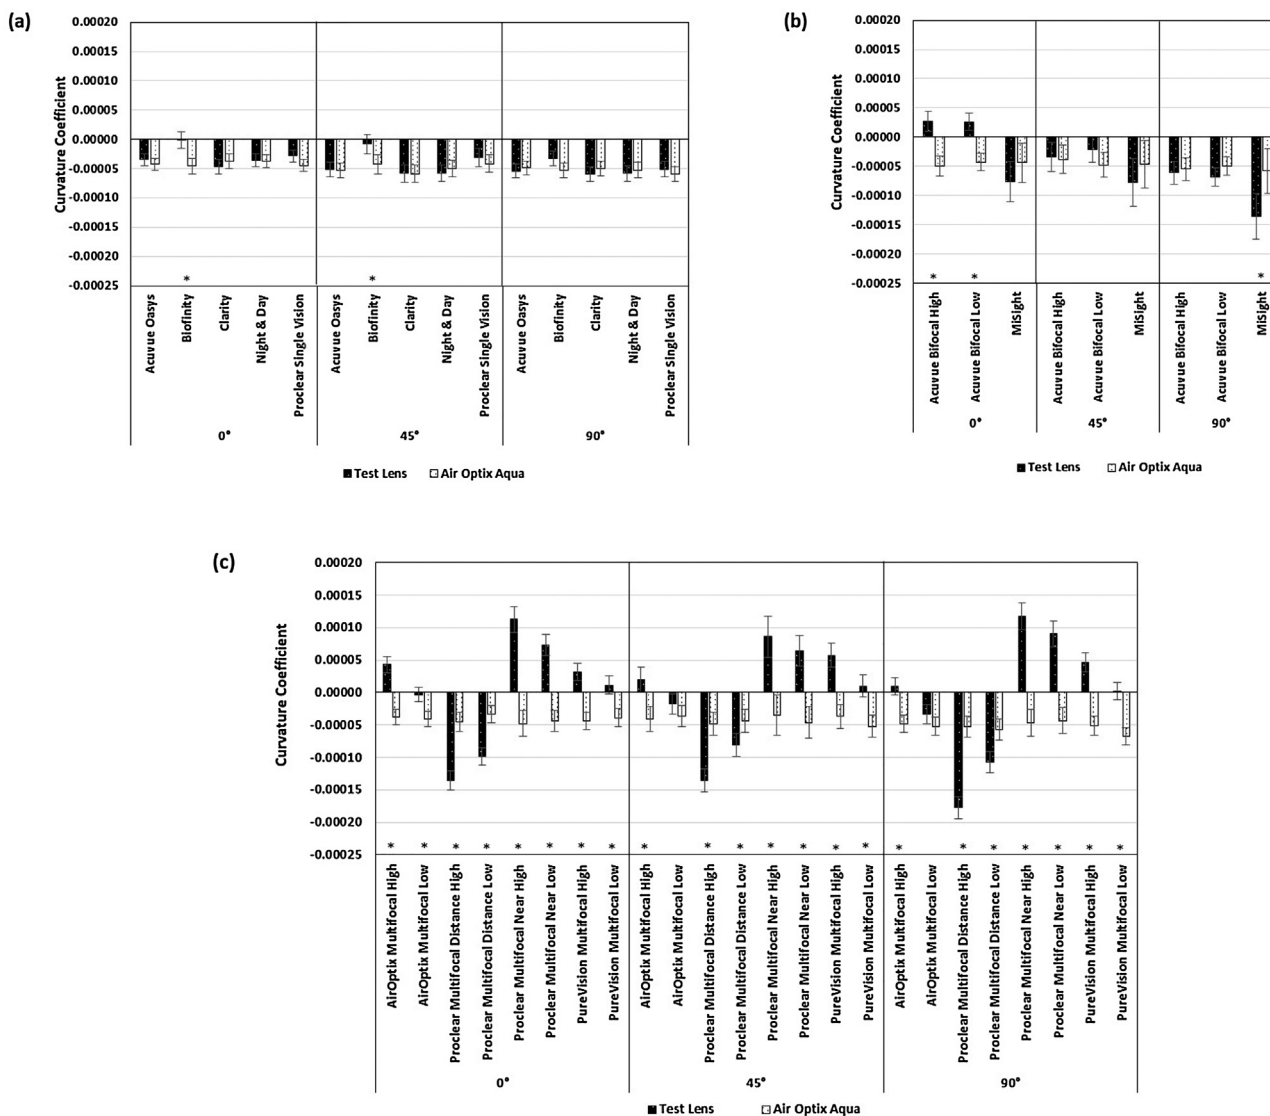 (a)
0.00020
0.00015
0.00010
0.00005
0.00000
-0.00005
-0.00010
-0.00015
-0.00020
-0.00025
Curvature Coefficient
*
*
Acuvue Oasys
Biofinity
Clarity
Night & Day
Proclear Single Vision
Acuvue Oasys
Biofinity
Clarity
Night & Day
Proclear Single Vision
Acuvue Oasys
Biofinity
Clarity
Night & Day
Proclear Single Vision
0°
45°
90°
Test Lens
Air Optix Aqua
(b)
0.00020
0.00015
0.00010
0.00005
0.00000
-0.00005
-0.00010
-0.00015
-0.00020
-0.00025
Curvature Coefficient
*
*
*
Acuvue Bifocal High
Acuvue Bifocal Low
MiSight
Acuvue Bifocal High
Acuvue Bifocal Low
MiSight
Acuvue Bifocal High
Acuvue Bifocal Low
MiSight
0°
45°
90°
Test Lens
Air Optix Aqua
(c)
0.00020
0.00015
0.00010
0.00005
0.00000
-0.00005
-0.00010
-0.00015
-0.00020
-0.00025
Curvature Coefficient
* * * * * * * *
* * * * * * *
* * * * * * *
AirOptix Multifocal High
AirOptix Multifocal Low
Proclear Multifocal Distance High
Proclear Multifocal Distance Low
Proclear Multifocal Near High
Proclear Multifocal Near Low
PureVision Multifocal High
PureVision Multifocal Low
AirOptix Multifocal High
AirOptix Multifocal Low
Proclear Multifocal Distance High
Proclear Multifocal Distance Low
Proclear Multifocal Near High
Proclear Multifocal Near Low
PureVision Multifocal High
PureVision Multifocal Low
AirOptix Multifocal High
AirOptix Multifocal Low
Proclear Multifocal Distance High
Proclear Multifocal Distance Low
Proclear Multifocal Near High
Proclear Multifocal Near Low
PureVision Multifocal High
PureVision Multifocal Low
0°
45°
90°
Test Lens
Air Optix Aqua